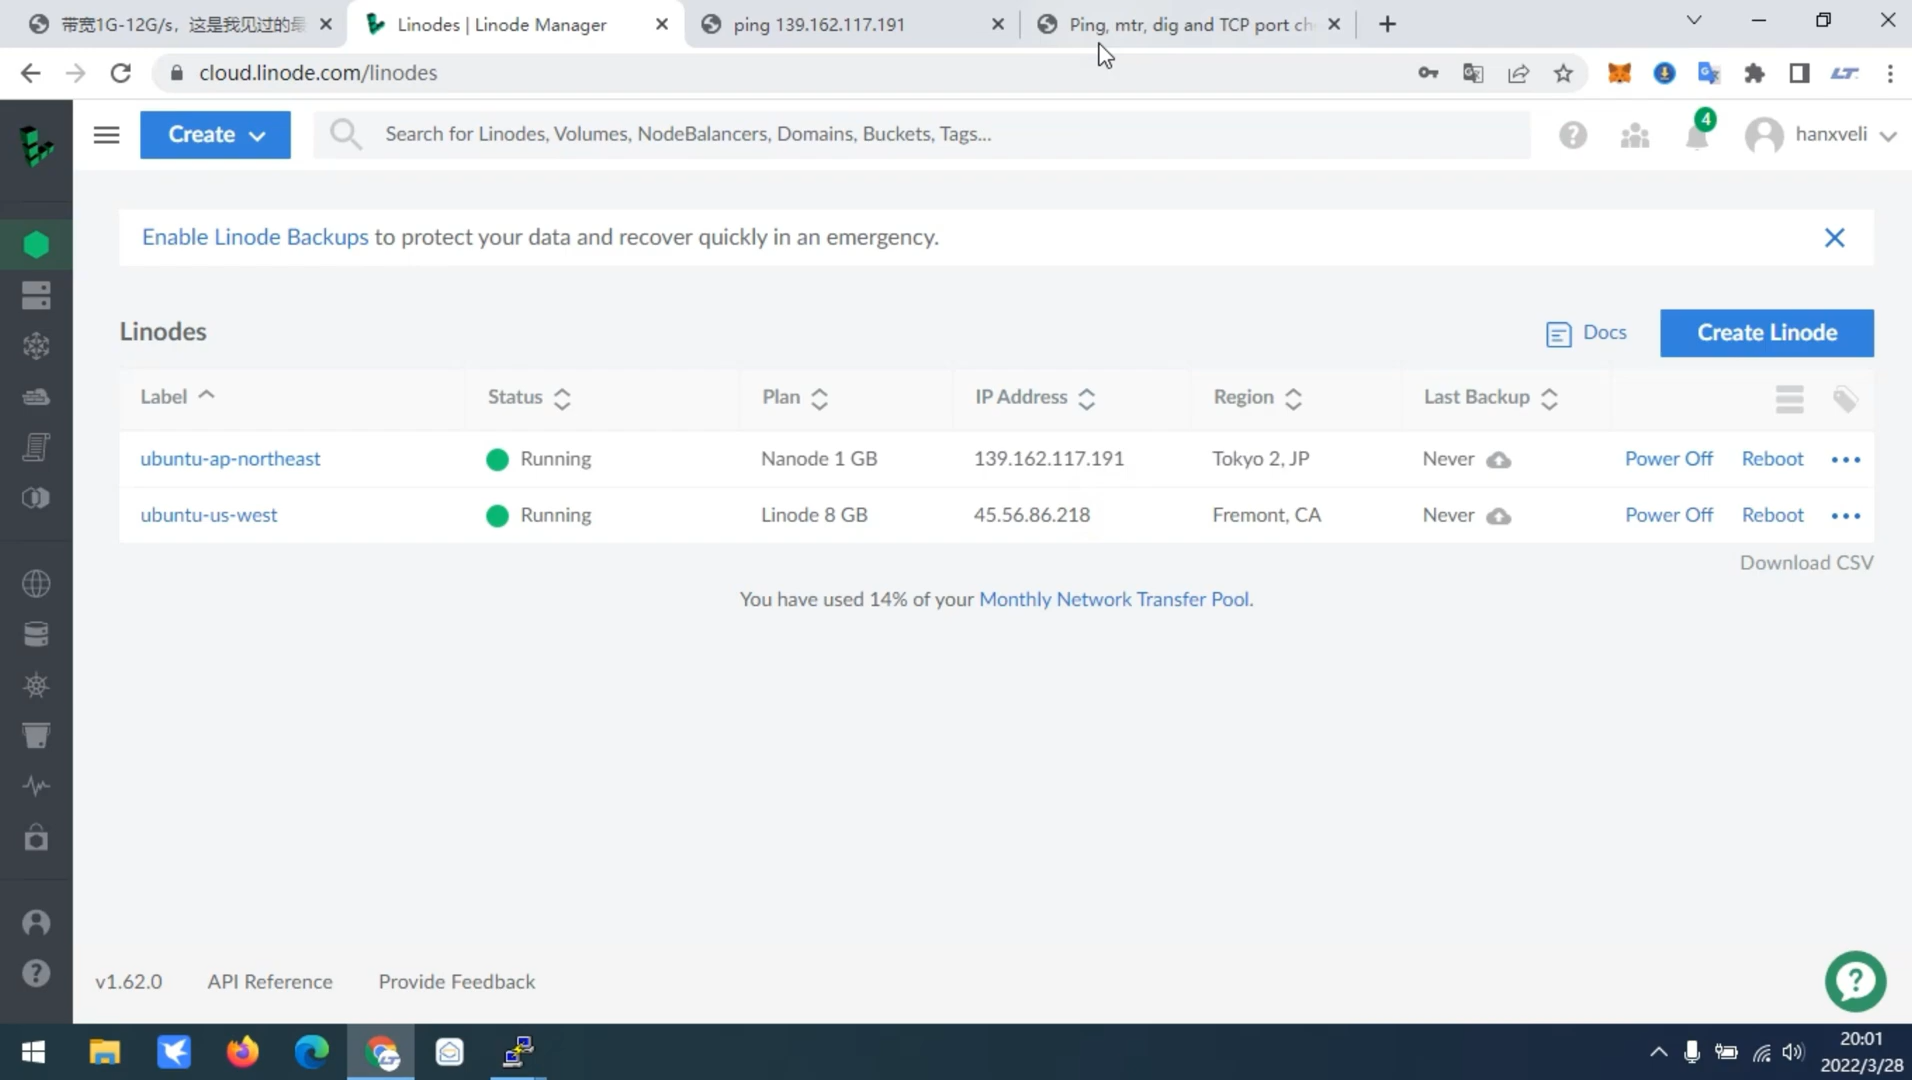 带宽1G-12G/s，这是我见过的最
Linodes | Linode Manager
ping 139.162.117.191
Ping, mtr, dig and TCP port che
cloud.linode.com/linodes
LT
Create
Search for Linodes, Volumes, NodeBalancers, Domains, Buckets, Tags...
4
hanxveli
Enable Linode Backups to protect your data and recover quickly in an emergency.
Linodes
Docs
Create Linode
Label Status Plan IP Address Region Last Backup
ubuntu-ap-northeast Running Nanode 1 GB 139.162.117.191 Tokyo 2, JP Never Power Off Reboot
ubuntu-us-west Running Linode 8 GB 45.56.86.218 Fremont, CA Never Power Off Reboot
Download CSV
You have used 14% of your Monthly Network Transfer Pool.
v1.62.0 API Reference Provide Feedback
20:01
2022/3/28